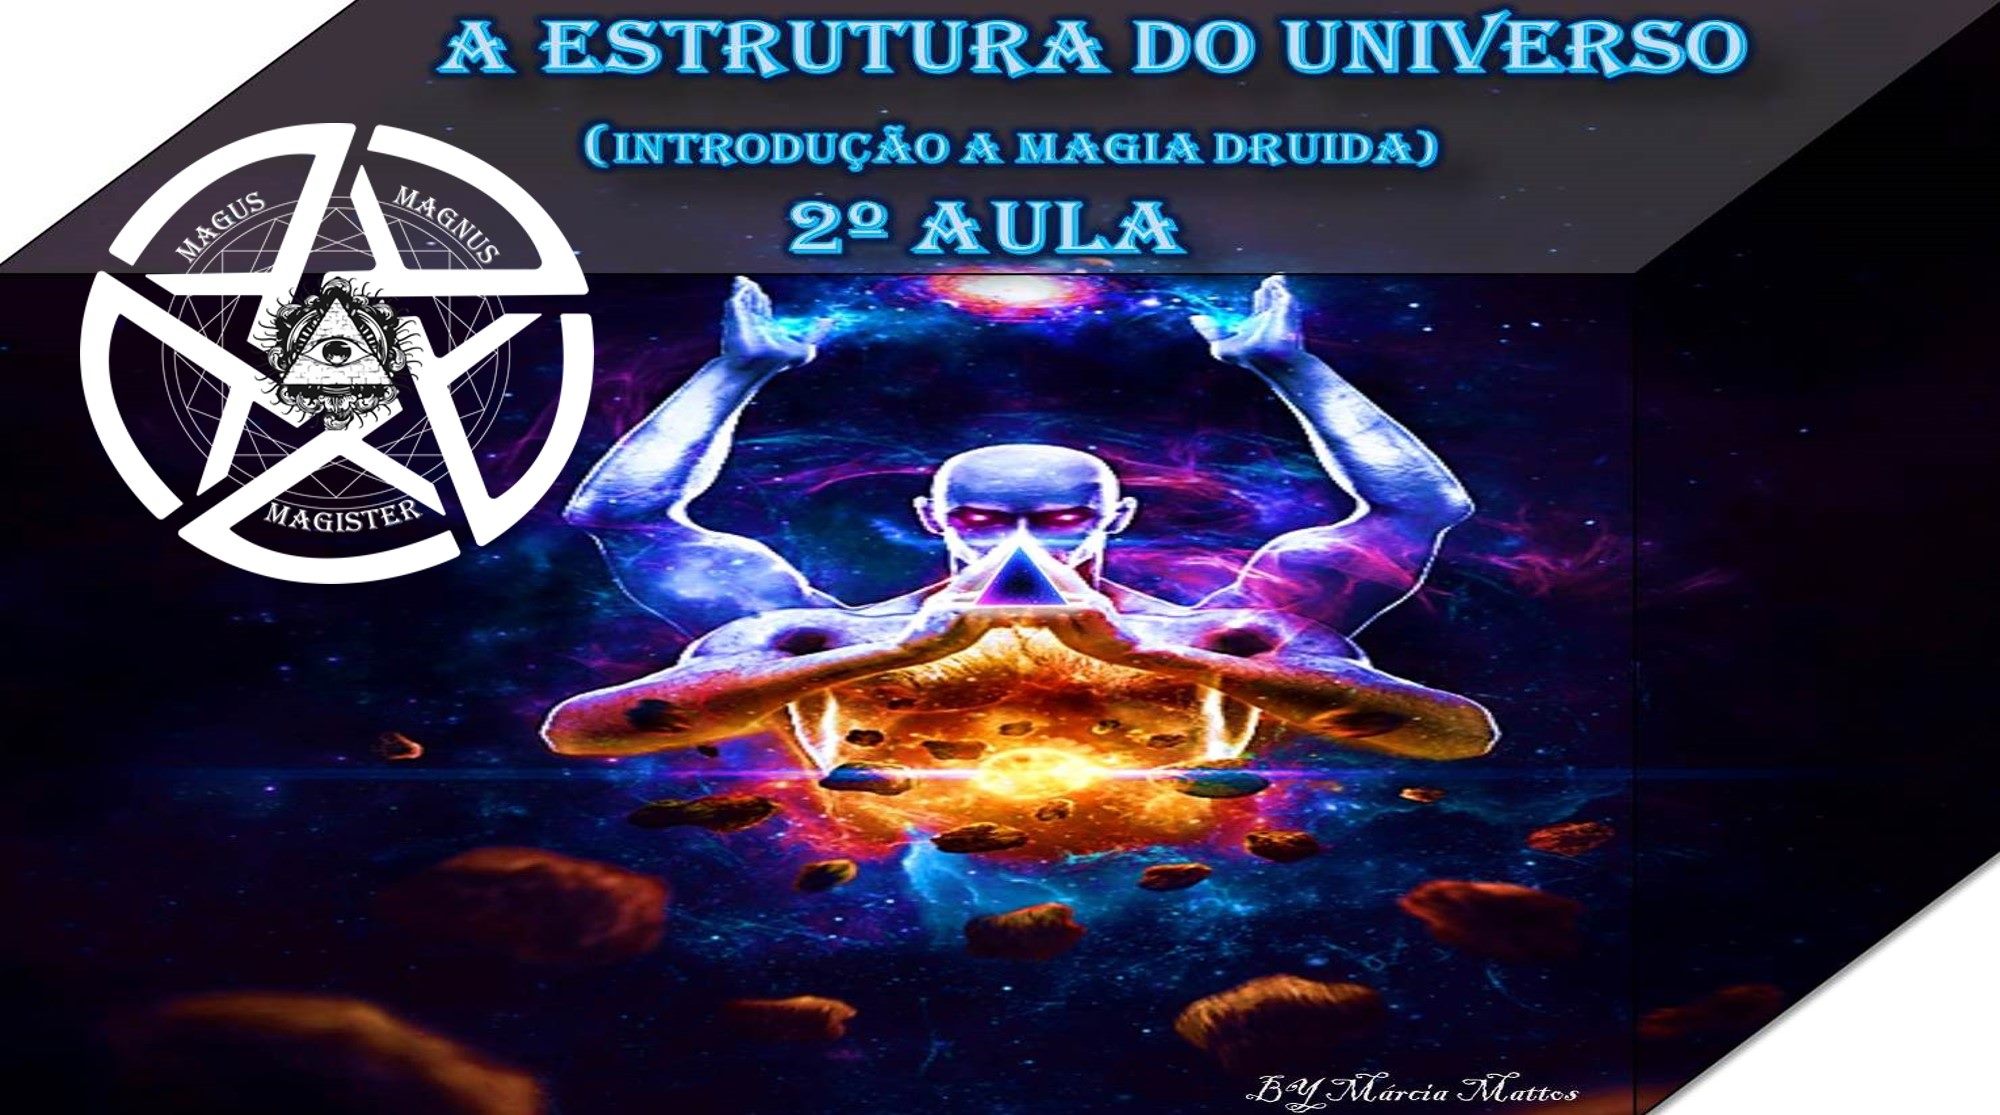 A ESTRUTURA DO UNIVERSO
(INTRODUÇÃO A MAGIA DRUIDA)
2º AULA
MAGUS MAGNUS
MAGISTER
BY Márcia Mattos